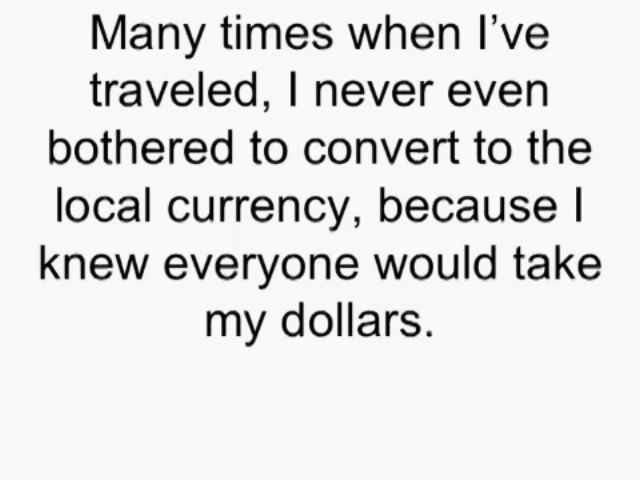 Many times when I’ve
traveled, I never even
bothered to convert to the
local currency, because I
knew everyone would take
my dollars.